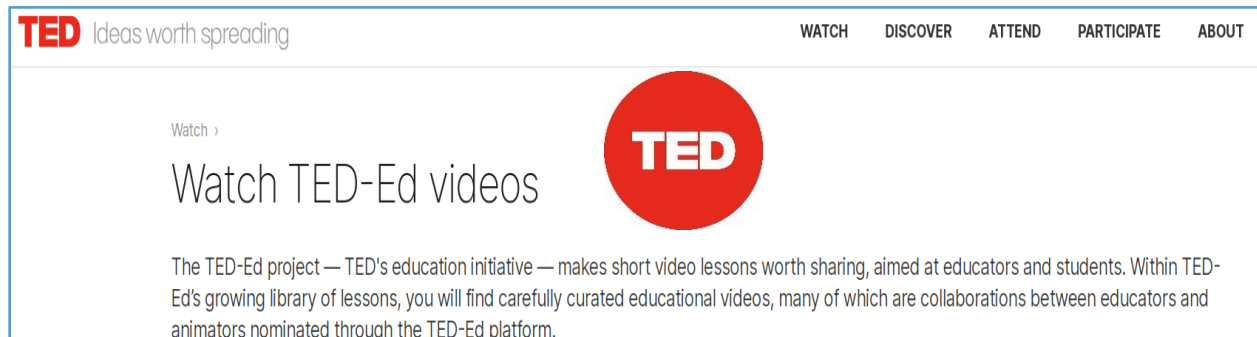 TED Ideas worth spreading WATCH DISCOVER ATTEND PARTICIPATE ABOUT
Watch ›
TED
Watch TED-Ed videos
The TED-Ed project — TED's education initiative — makes short video lessons worth sharing, aimed at educators and students. Within TED-
Ed’s growing library of lessons, you will find carefully curated educational videos, many of which are collaborations between educators and
animators nominated through the TED-Ed platform.